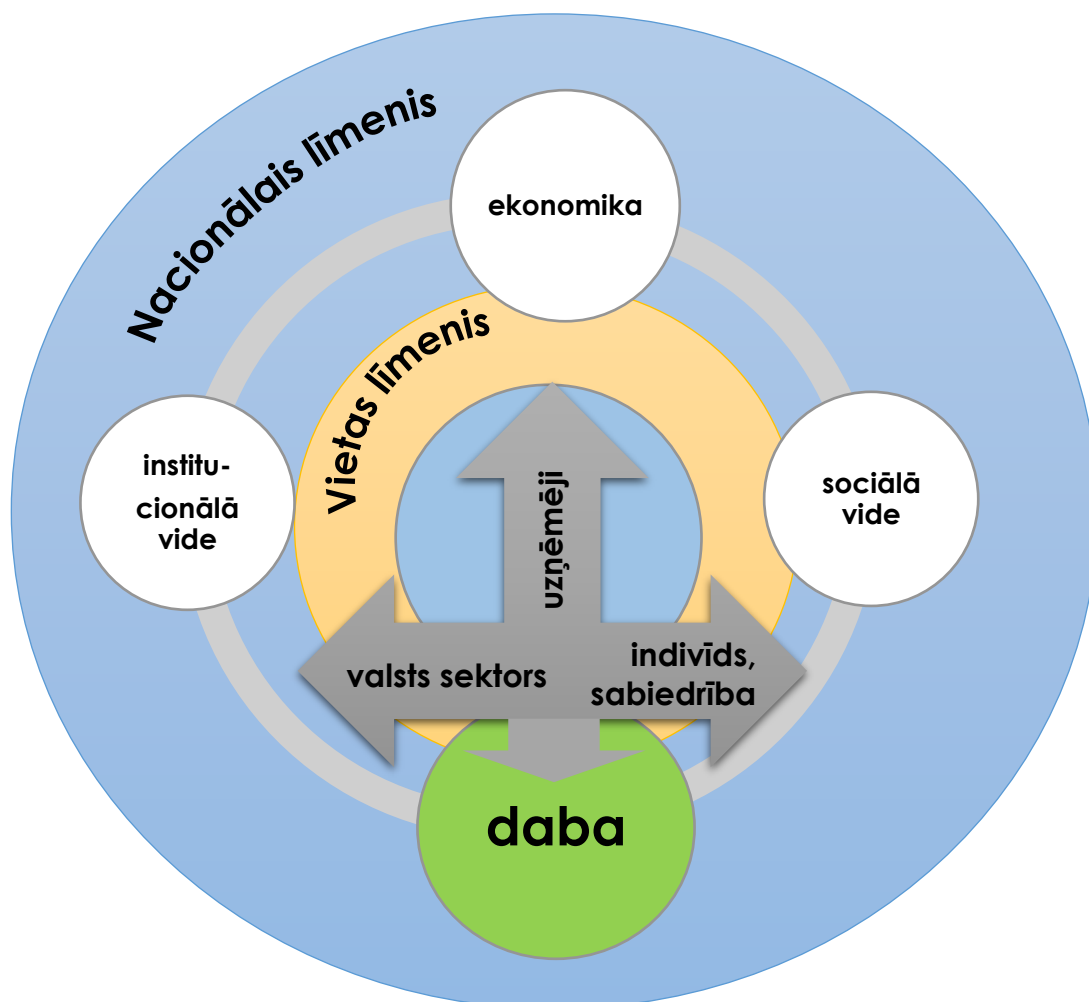 Nacionālais līmenis
ekonomika
Vietas līmenis
institu-
cionālā
vide
sociālā
vide
uzņēmēji
valsts sektors
indivīds,
sabiedrība
daba